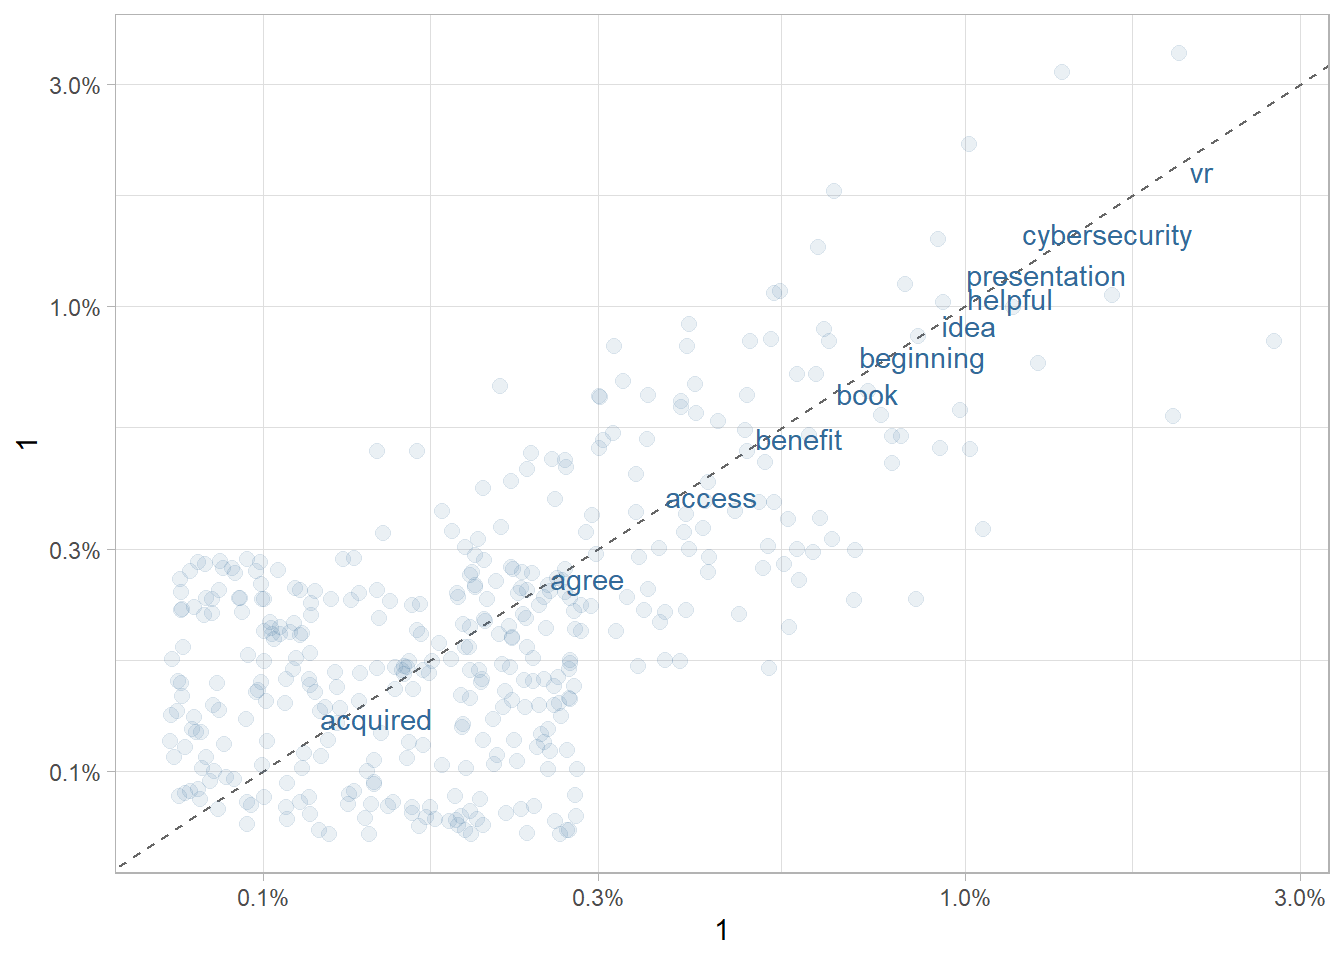 3.0%
vr
cybersecurity
presentation
1.0%
helpful
idea
beginning
book
1
benefit
access
0.3%
agree
acquired
0.1%
0.1%
0.3%
1.0%
3.0%
1